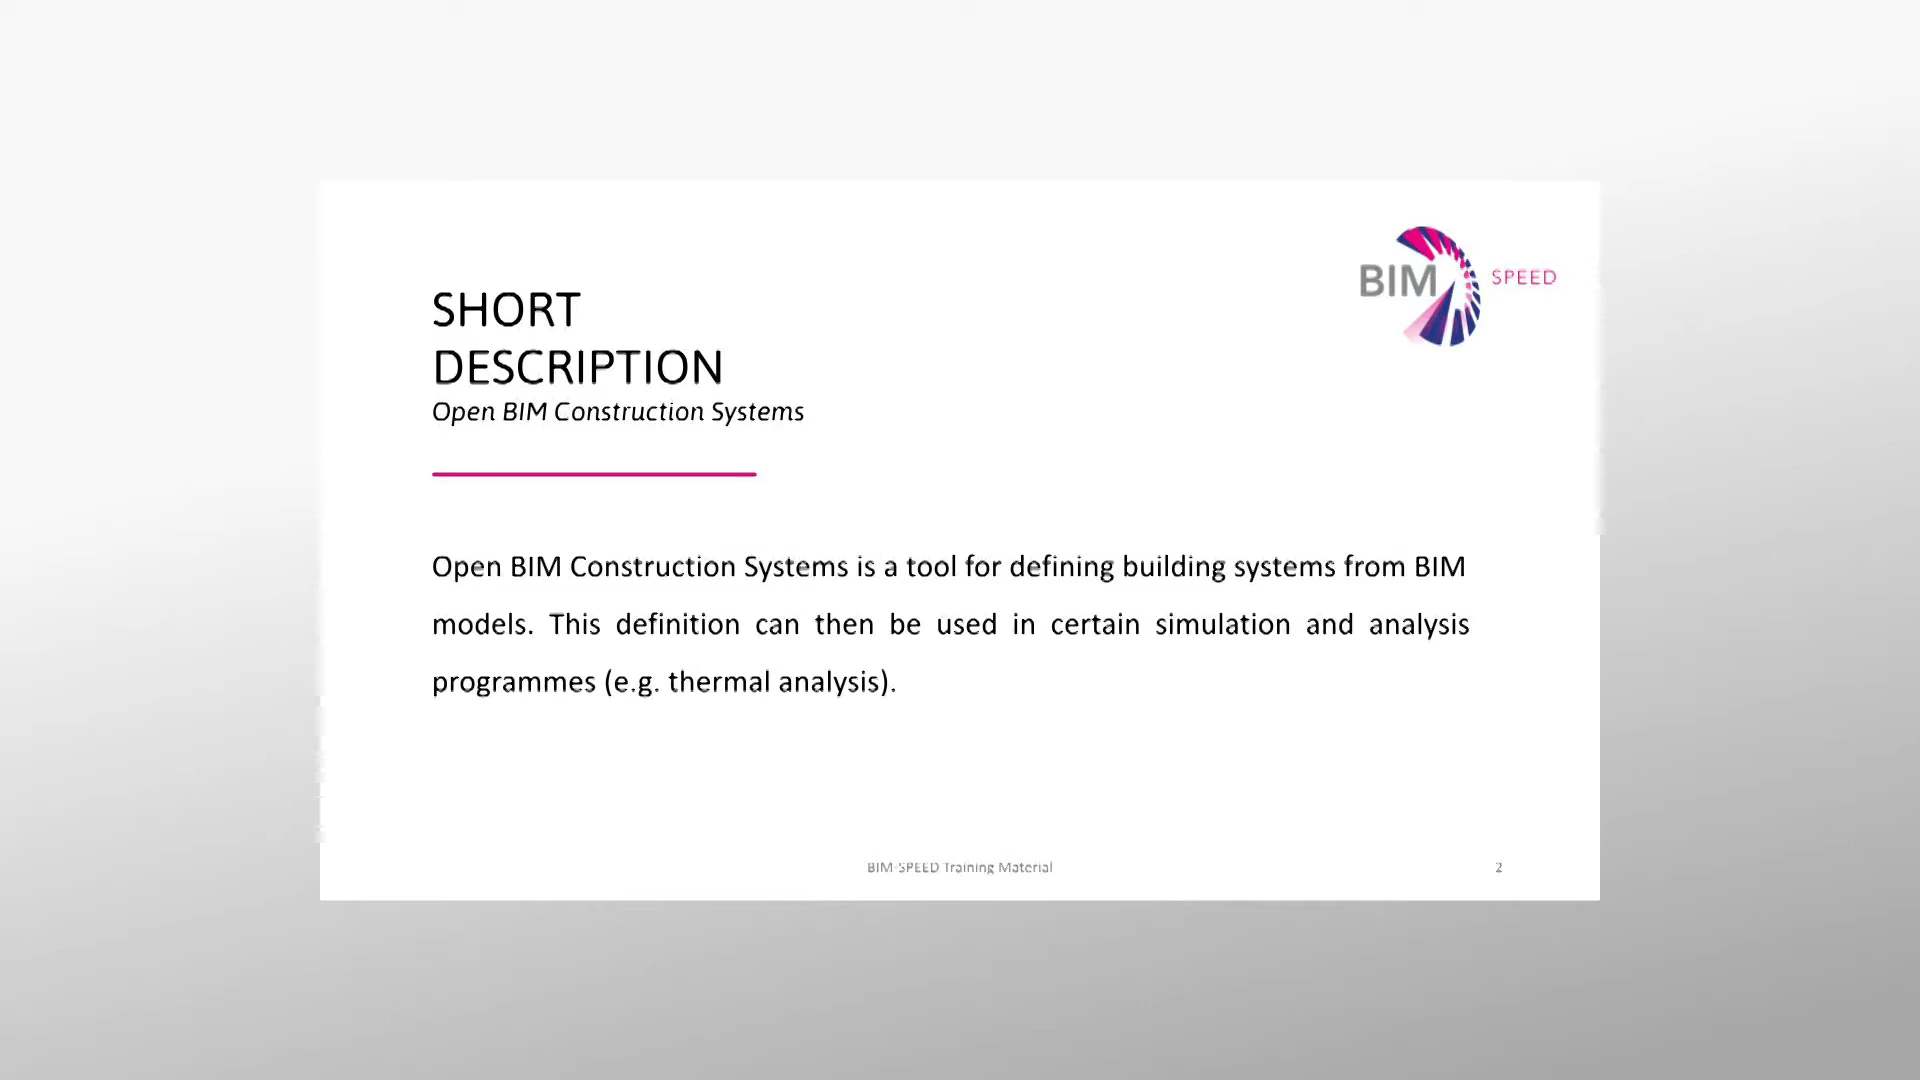 BIM SPEED
SHORT
DESCRIPTION
Open BIM Construction Systems
Open BIM Construction Systems is a tool for defining building systems from BIM
models. This definition can then be used in certain simulation and analysis
programmes (e.g. thermal analysis).
BIM-SPEED Training Material
2